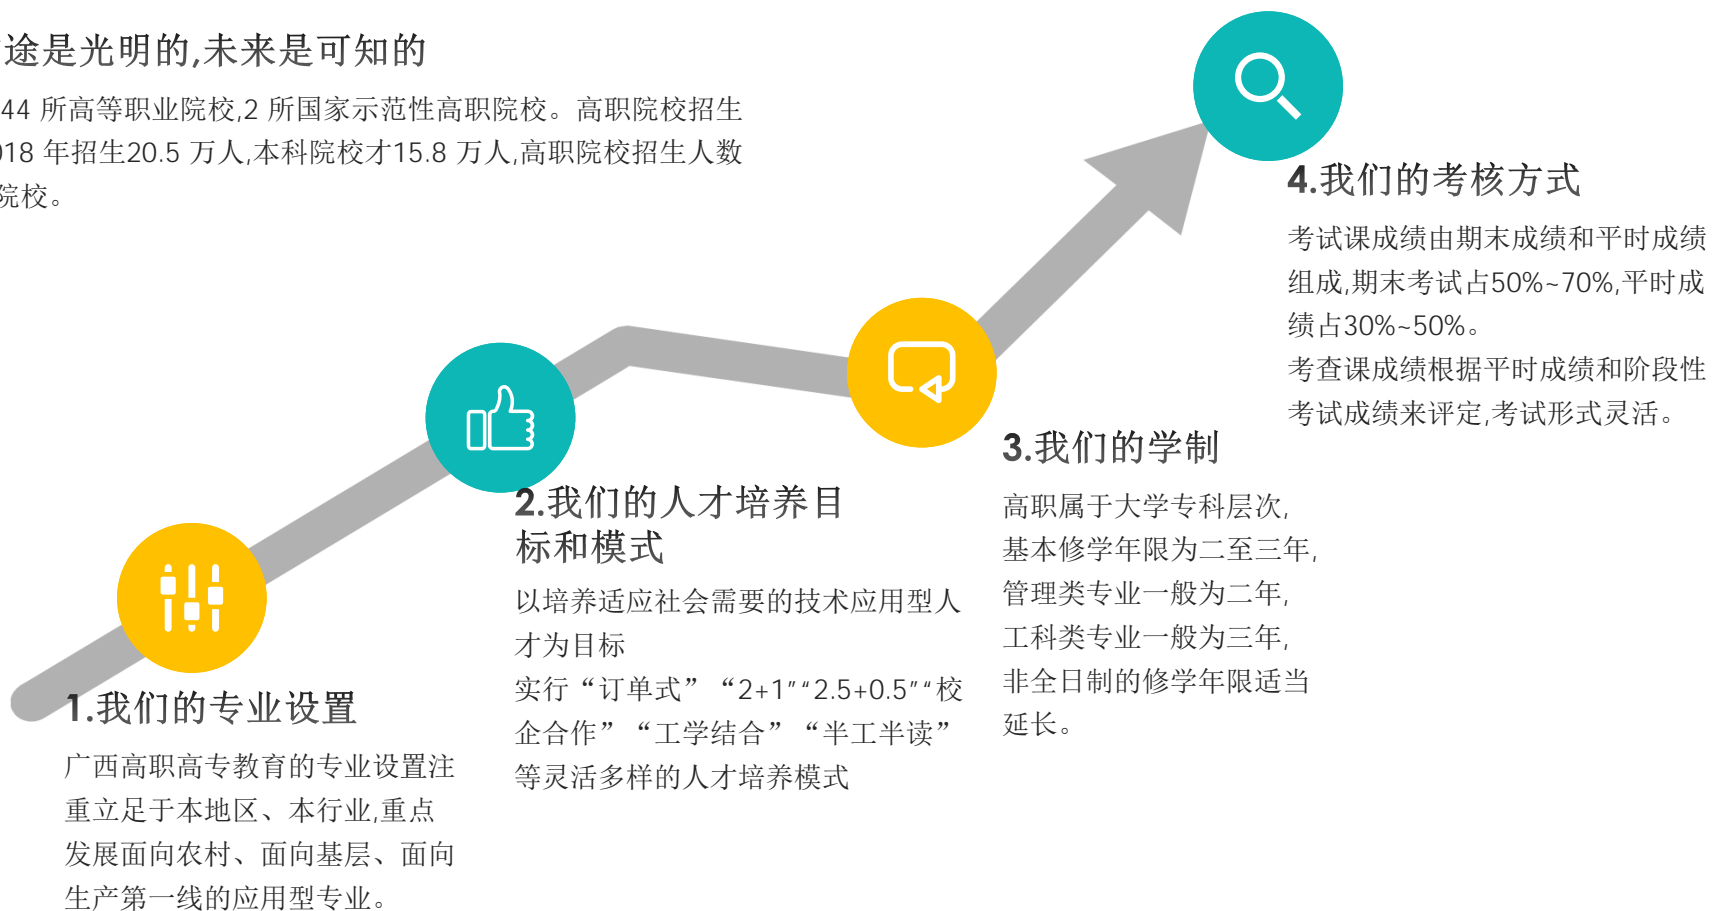 途是光明的,未来是可知的
44 所高等职业院校,2 所国家示范性高职院校。高职院校招生
018 年招生20.5 万人,本科院校才15.8 万人,高职院校招生人数
院校。
4.我们的考核方式
考试课成绩由期末成绩和平时成绩
组成,期末考试占50%~70%,平时成
绩占30%~50%。
考查课成绩根据平时成绩和阶段性
考试成绩来评定,考试形式灵活。
3.我们的学制
高职属于大学专科层次,
基本修学年限为二至三年,
管理类专业一般为二年,
工科类专业一般为三年,
非全日制的修学年限适当
延长。
2.我们的人才培养目
标和模式
以培养适应社会需要的技术应用型人
才为目标
实行“订单式”“2+1”“2.5+0.5”“校
企合作”“工学结合”“半工半读”
等灵活多样的人才培养模式
1.我们的专业设置
广西高职高专教育的专业设置注
重立足于本地区、本行业,重点
发展面向农村、面向基层、面向
生产第一线的应用型专业。